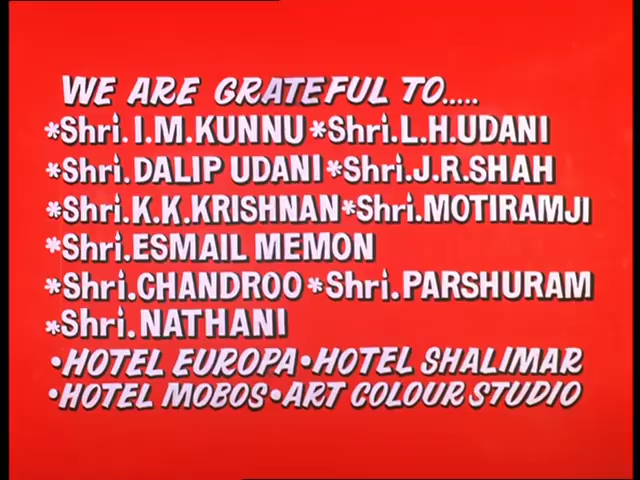 WE ARE GRATEFUL TO.....
*Shri.I.M.KUNNU *Shri.L.H.UDANI
*Shri.DALIP UDANI *Shri.J.R.SHAH
*Shri.K.K.KRISHNAN *Shri.MOTIRAMJI
*Shri.ESMAIL MEMON
*Shri.CHANDROO *Shri.PARSHURAM
*Shri.NATHANI
•HOTEL EUROPA •HOTEL SHALIMAR
•HOTEL MOBOS •ART COLOUR STUDIO